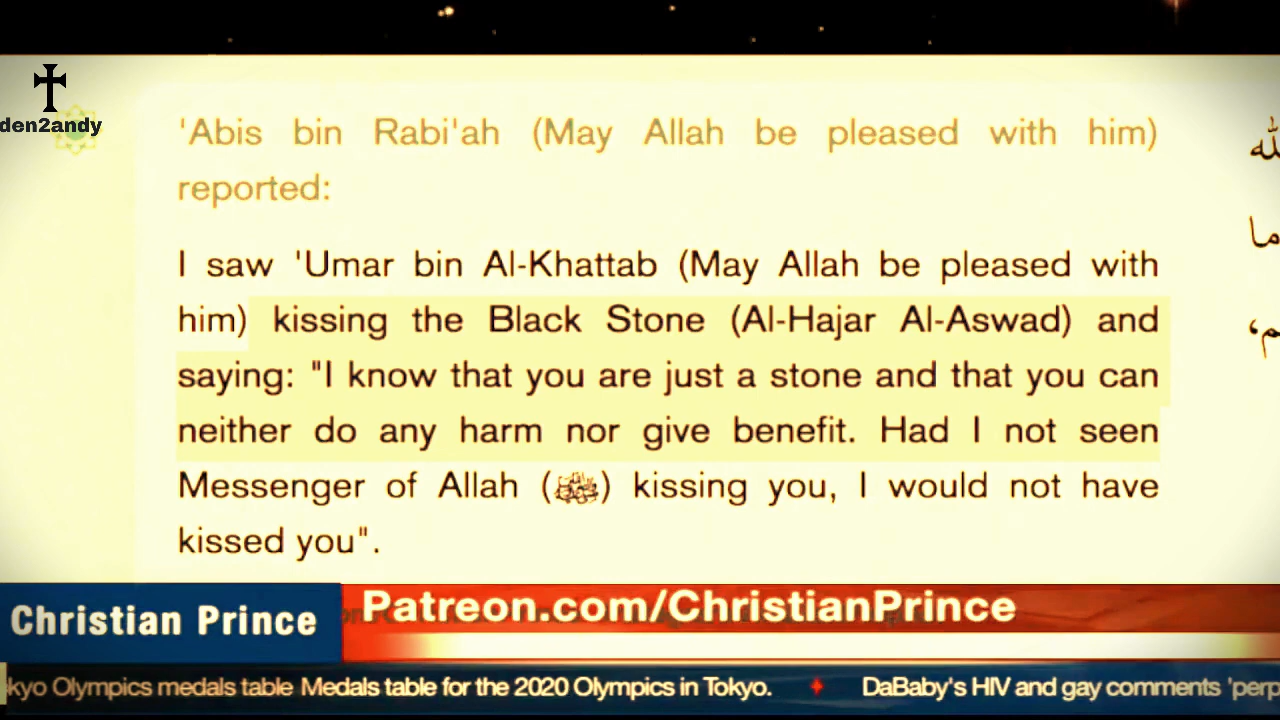 den2andy
'Abis bin Rabi'ah (May Allah be pleased with him)
reported:
I saw 'Umar bin Al-Khattab (May Allah be pleased with
him) kissing the Black Stone (Al-Hajar Al-Aswad) and
saying: "I know that you are just a stone and that you can
neither do any harm nor give benefit. Had I not seen
Messenger of Allah (ﷺ) kissing you, I would not have
kissed you".
Christian Prince
Patreon.com/ChristianPrince
kyo Olympics medals table Medals table for the 2020 Olympics in Tokyo. DaBaby's HIV and gay comments 'perp